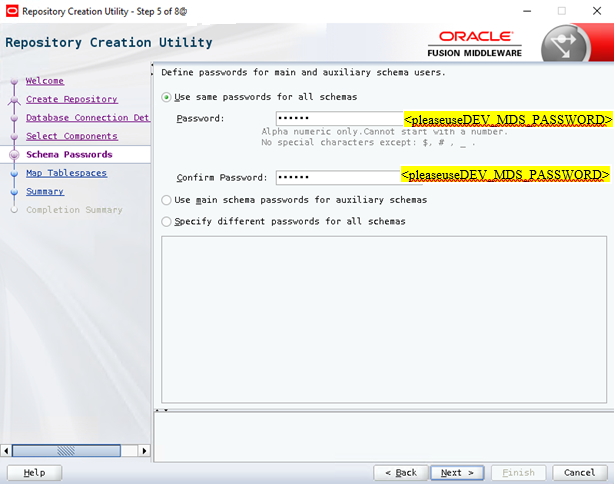 Repository Creation Utility - Step 5 of 8@
Repository Creation Utility
ORACLE
FUSION MIDDLEWARE
Welcome
Create Repository
Database Connection Det
Select Components
Schema Passwords
Map Tablespaces
Summary
Completion Summary
Define passwords for main and auxiliary schema users.
Use same passwords for all schemas
Password: •••••• <pleaseuseDEV_MDS_PASSWORD>
Alpha numeric only.Cannot start with a number.
No special characters except: $, # , _ .
Confirm Password: •••••• <pleaseuseDEV_MDS_PASSWORD>
Use main schema passwords for auxiliary schemas
Specify different passwords for all schemas
Help < Back Next > Finish Cancel